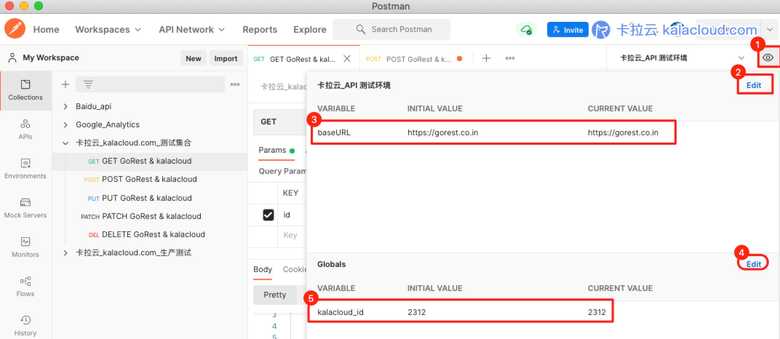 Postman
Home Workspaces API Network Reports Explore Search Postman Invite 卡拉云 kalacloud.com
My Workspace New Import GET GET GoRest & kal... POST POST GoRest & k... 卡拉云_API 测试环境 1
Collections
APIs
Environments
Mock Servers
Monitors
Flows
History
Baidu_api
Google_Analytics
卡拉云_kalacloud.com_测试集合
GET GET GoRest & kalacloud
POST POST GoRest & kalacloud
PUT PUT GoRest & kalacloud
PATCH PATCH GoRest & kalacloud
DEL DELETE GoRest & kalacloud
卡拉云_kalacloud.com_生产测试
卡拉云_kalac
GET
Params
Query Param
KEY
id
Key
Body Cookie
Pretty
3
4
5
卡拉云_API 测试环境 2 Edit
VARIABLE INITIAL VALUE CURRENT VALUE
3 baseURL https://gorest.co.in https://gorest.co.in
Globals 4 Edit
VARIABLE INITIAL VALUE CURRENT VALUE
5 kalacloud_id 2312 2312